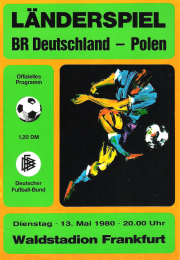 LÄNDERSPIEL
BR Deutschland – Polen
Offizielles
Programm
1,20 DM
DFB
Deutscher
Fußball-Bund
Dienstag · 13. Mai 1980 · 20.00 Uhr
Waldstadion Frankfurt